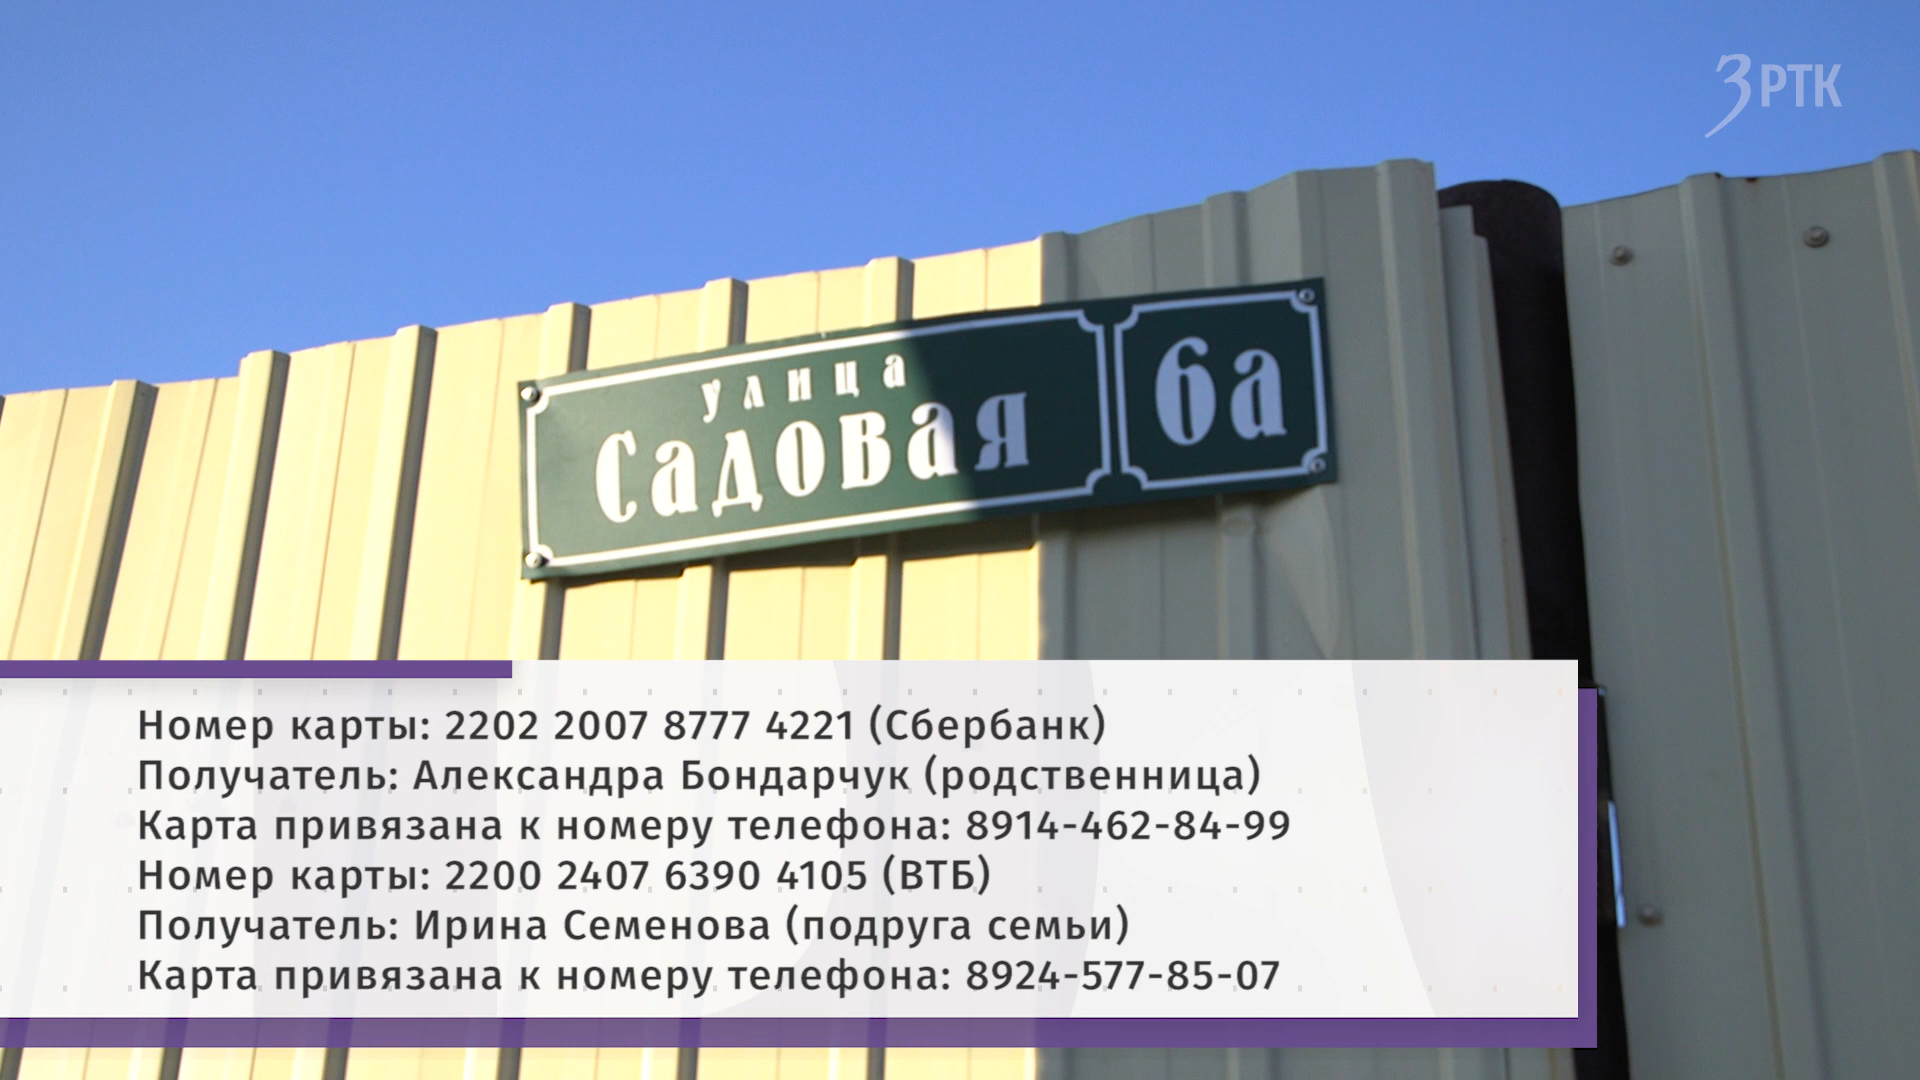 3 РТК
улица
Садовая
6а
Номер карты: 2202 2007 8777 4221 (Сбербанк)
Получатель: Александра Бондарчук (родственница)
Карта привязана к номеру телефона: 8914-462-84-99
Номер карты: 2200 2407 6390 4105 (ВТБ)
Получатель: Ирина Семенова (подруга семьи)
Карта привязана к номеру телефона: 8924-577-85-07